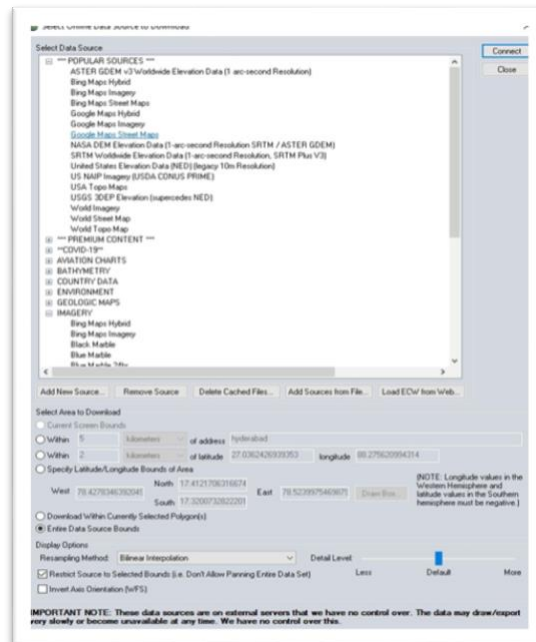 Select Online Data Source to Download
Select Data Source
Connect
Close
*** POPULAR SOURCES ***
ASTER GDEM v3 Worldwide Elevation Data (1 arc-second Resolution)
Bing Maps Hybrid
Bing Maps Imagery
Bing Maps Street Maps
Google Maps Hybrid
Google Maps Imagery
Google Maps Street Maps
NASA DEM Elevation Data (1-arc-second Resolution SRTM / ASTER GDEM)
SRTM Worldwide Elevation Data (1-arc-second Resolution, SRTM Plus V3)
United States Elevation Data (NED) (legacy 10m Resolution)
US NAIP Imagery (USDA CONUS PRIME)
USA Topo Maps
USGS 3DEP Elevation (supercedes NED)
World Imagery
World Street Map
World Topo Map
*** PREMIUM CONTENT ***
**COVID-19**
AVIATION CHARTS
BATHYMETRY
COUNTRY DATA
ENVIRONMENT
GEOLOGIC MAPS
IMAGERY
Bing Maps Hybrid
Bing Maps Imagery
Black Marble
Blue Marble
Add New Source... Remove Source Delete Cached Files... Add Sources from File... Load ECW from Web...
Select Area to Download
Current Screen Bounds
Within 5 kilometers of address hyderabad
Within 2 kilometers of latitude 27.0362426939353 longitude 88.275620994314
Specify Latitude/Longitude Bounds of Area
North 17.4121706316674
West 78.4278346392045 East 78.5239975469875 Draw Box...
South 17.3200732822201
(NOTE: Longitude values in the Western Hemisphere and latitude values in the Southern hemisphere must be negative.)
Download Within Currently Selected Polygon(s)
Entire Data Source Bounds
Display Options
Resampling Method: Bilinear Interpolation Detail Level:
Less Default More
Restrict Source to Selected Bounds (i.e. Don't Allow Panning Entire Data Set)
Invert Axis Orientation (WFS)
IMPORTANT NOTE: These data sources are on external servers that we have no control over. The data may draw/export
very slowly or become unavailable at any time. We have no control over this.